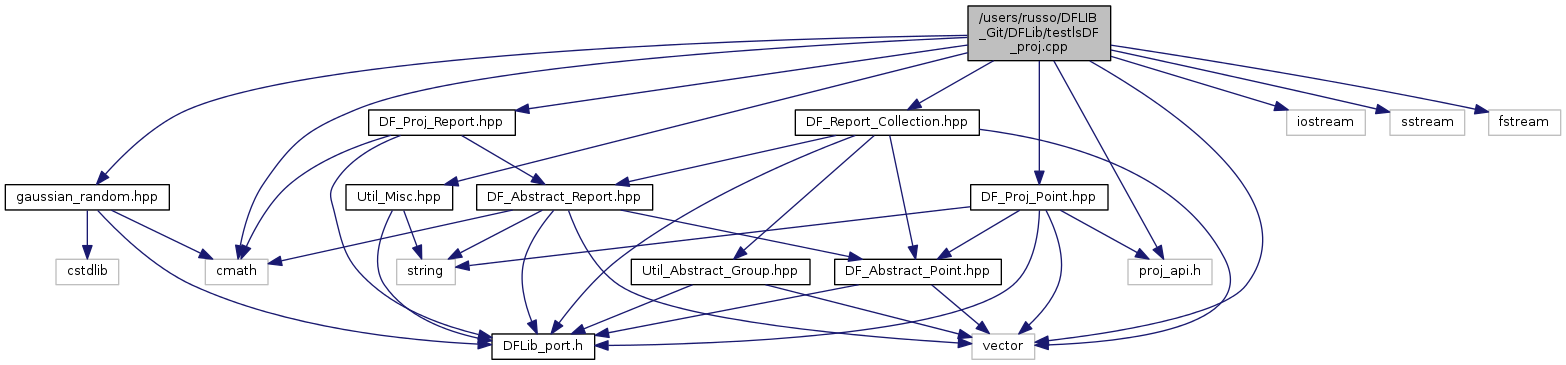 /users/russo/DFLIB
_Git/DFLib/testlsDF
_proj.cpp
DF_Proj_Report.hpp
DF_Report_Collection.hpp
iostream
sstream
fstream
gaussian_random.hpp
Util_Misc.hpp
DF_Abstract_Report.hpp
DF_Proj_Point.hpp
cstdlib
cmath
string
Util_Abstract_Group.hpp
DF_Abstract_Point.hpp
proj_api.h
DFLib_port.h
vector